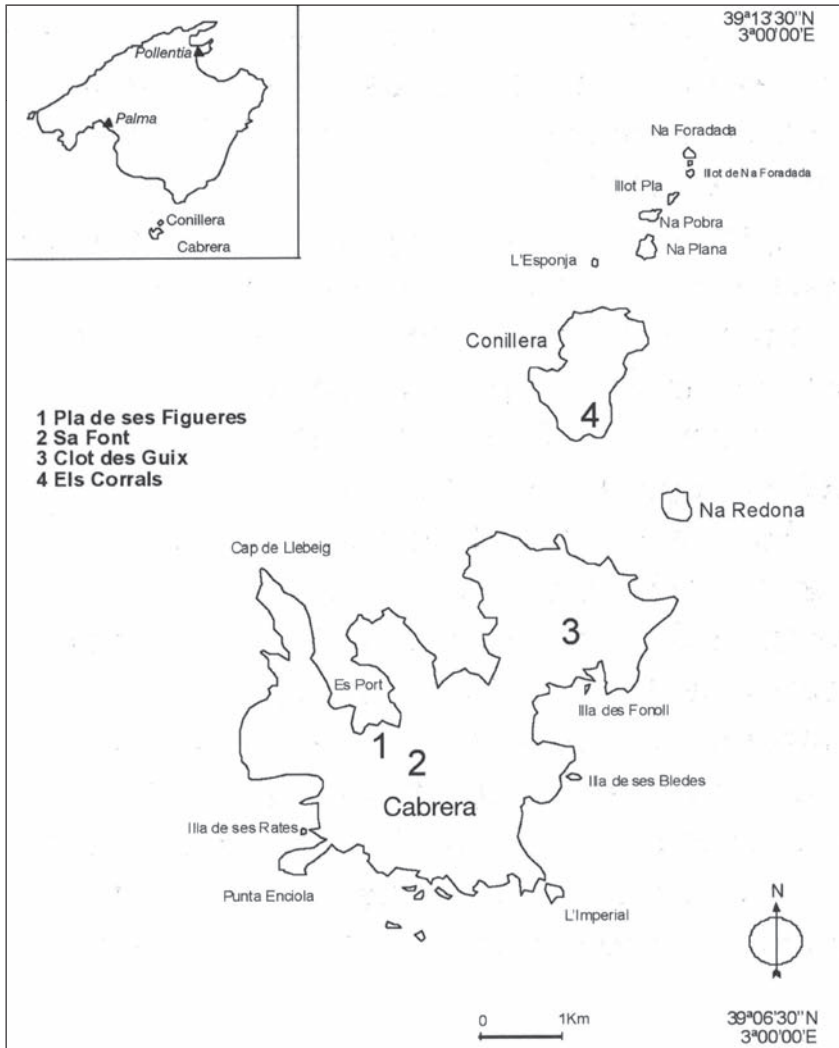 39ª13'30''N
3ª00'00'E
Pollentia
Palma
Conillera
Cabrera
Na Foradada
Illot de Na Foradada
Illot Pla
Na Pobra
Na Plana
L'Esponja
Conillera
4
1 Pla de ses Figueres
2 Sa Font
3 Clot des Guix
4 Els Corrals
Na Redona
Cap de Llebeig
3
Es Port
Illa des Fonoll
1
2
Illa de ses Bledes
Cabrera
Illa de ses Rates
Punta Enciola
L'Imperial
N
0 1Km
39ª06'30''N
3ª00'00''E